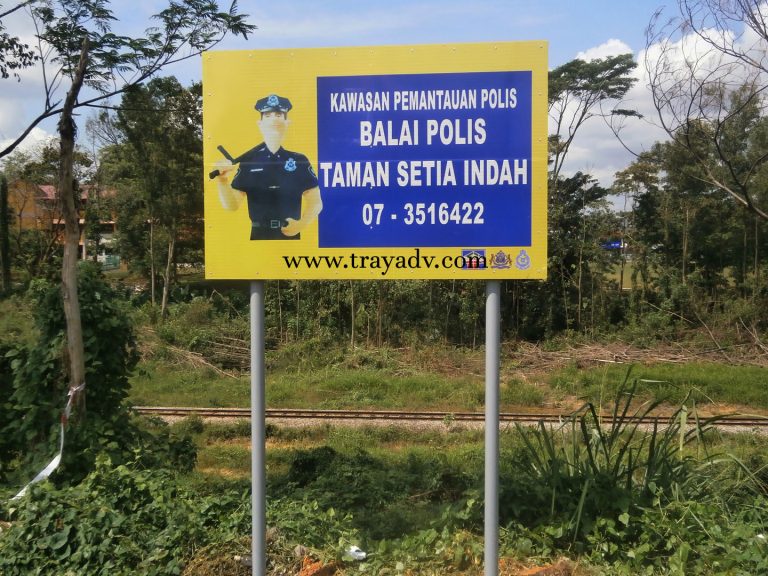 KAWASAN PEMANTAUAN POLIS
BALAI POLIS
TAMAN SETIA INDAH
07 - 3516422
www.trayadv.com